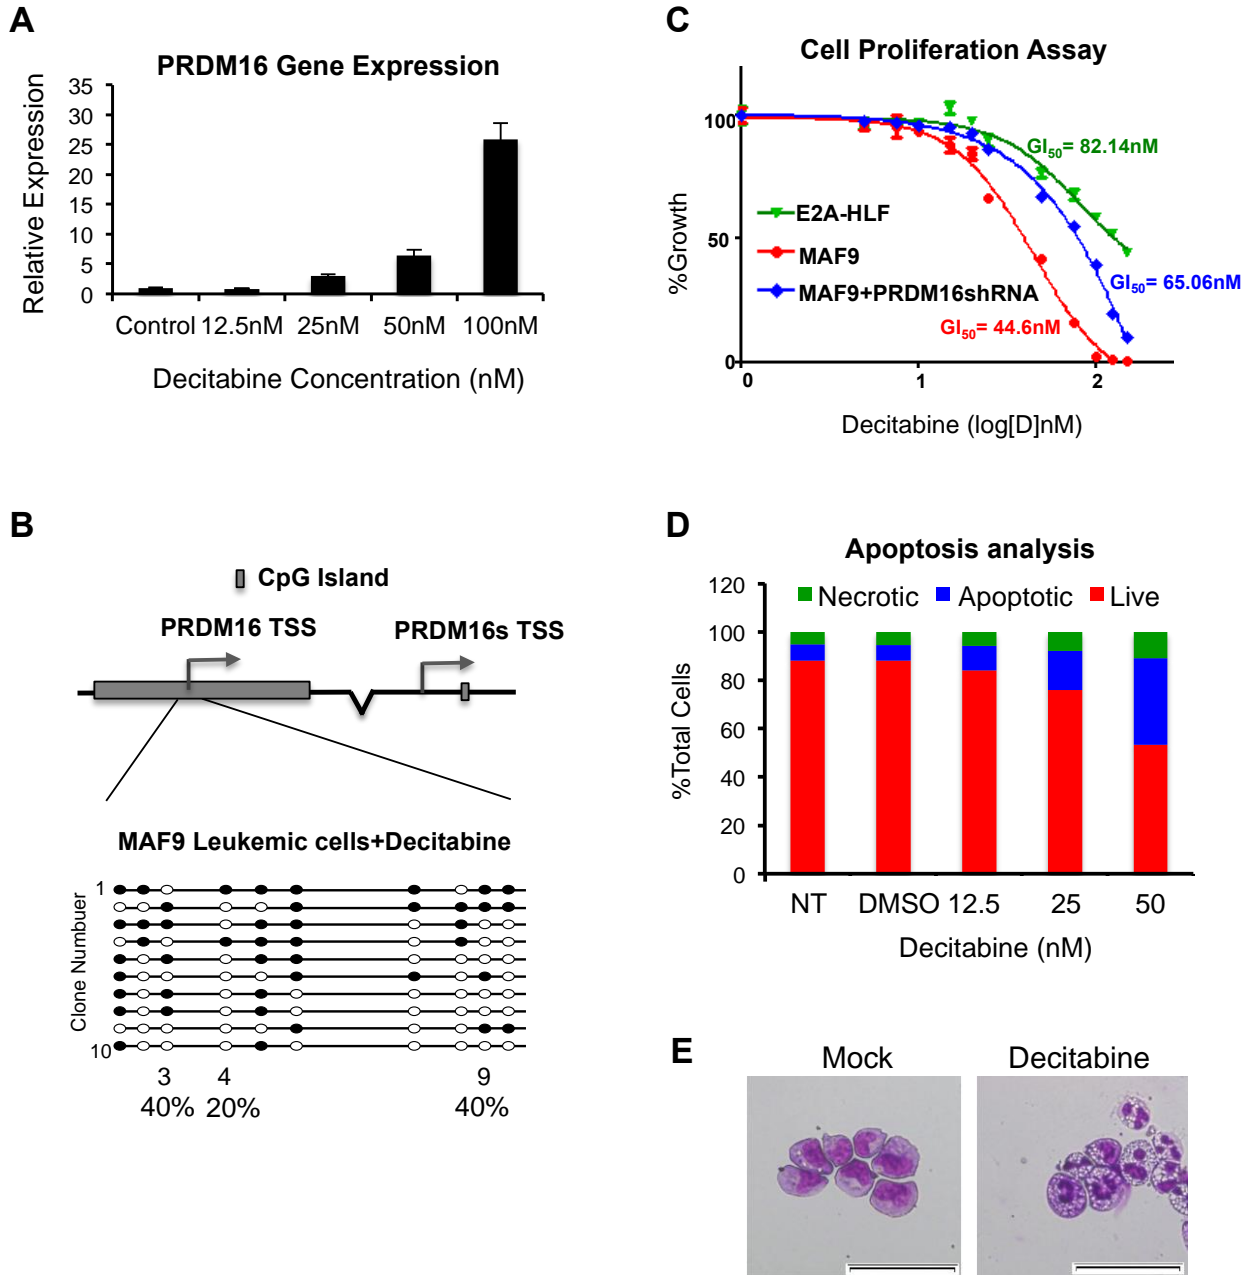 A
PRDM16 Gene Expression
35
30
25
20
15
10
5
0
Relative Expression
Control 12.5nM 25nM 50nM 100nM
Decitabine Concentration (nM)
B
CpG Island
PRDM16 TSS
PRDM16s TSS
MAF9 Leukemic cells+Decitabine
1
10
Clone Numbuer
3 4 9
40% 20% 40%
C
Cell Proliferation Assay
100
50
0
%Growth
GI50= 82.14nM
E2A-HLF
MAF9
MAF9+PRDM16shRNA
GI50= 65.06nM
GI50= 44.6nM
0 1 2
Decitabine (log[D]nM)
D
Apoptosis analysis
120
100
80
60
40
20
0
%Total Cells
Necrotic Apoptotic Live
NT DMSO 12.5 25 50
Decitabine (nM)
E
Mock Decitabine